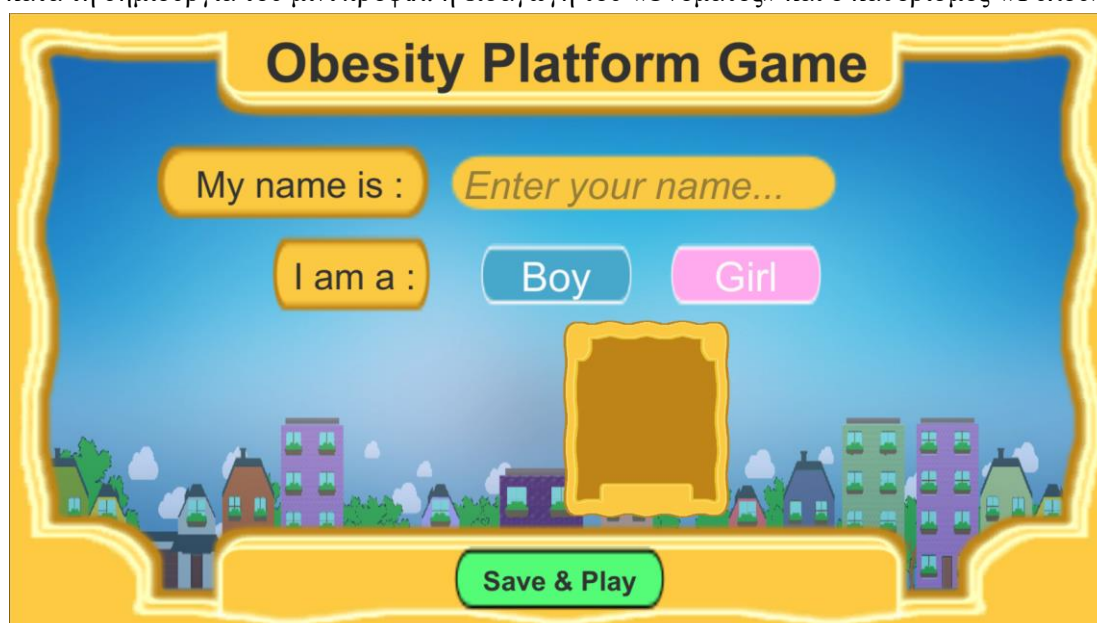 Obesity Platform Game
My name is :
Enter your name...
I am a :
Boy
Girl
Save & Play